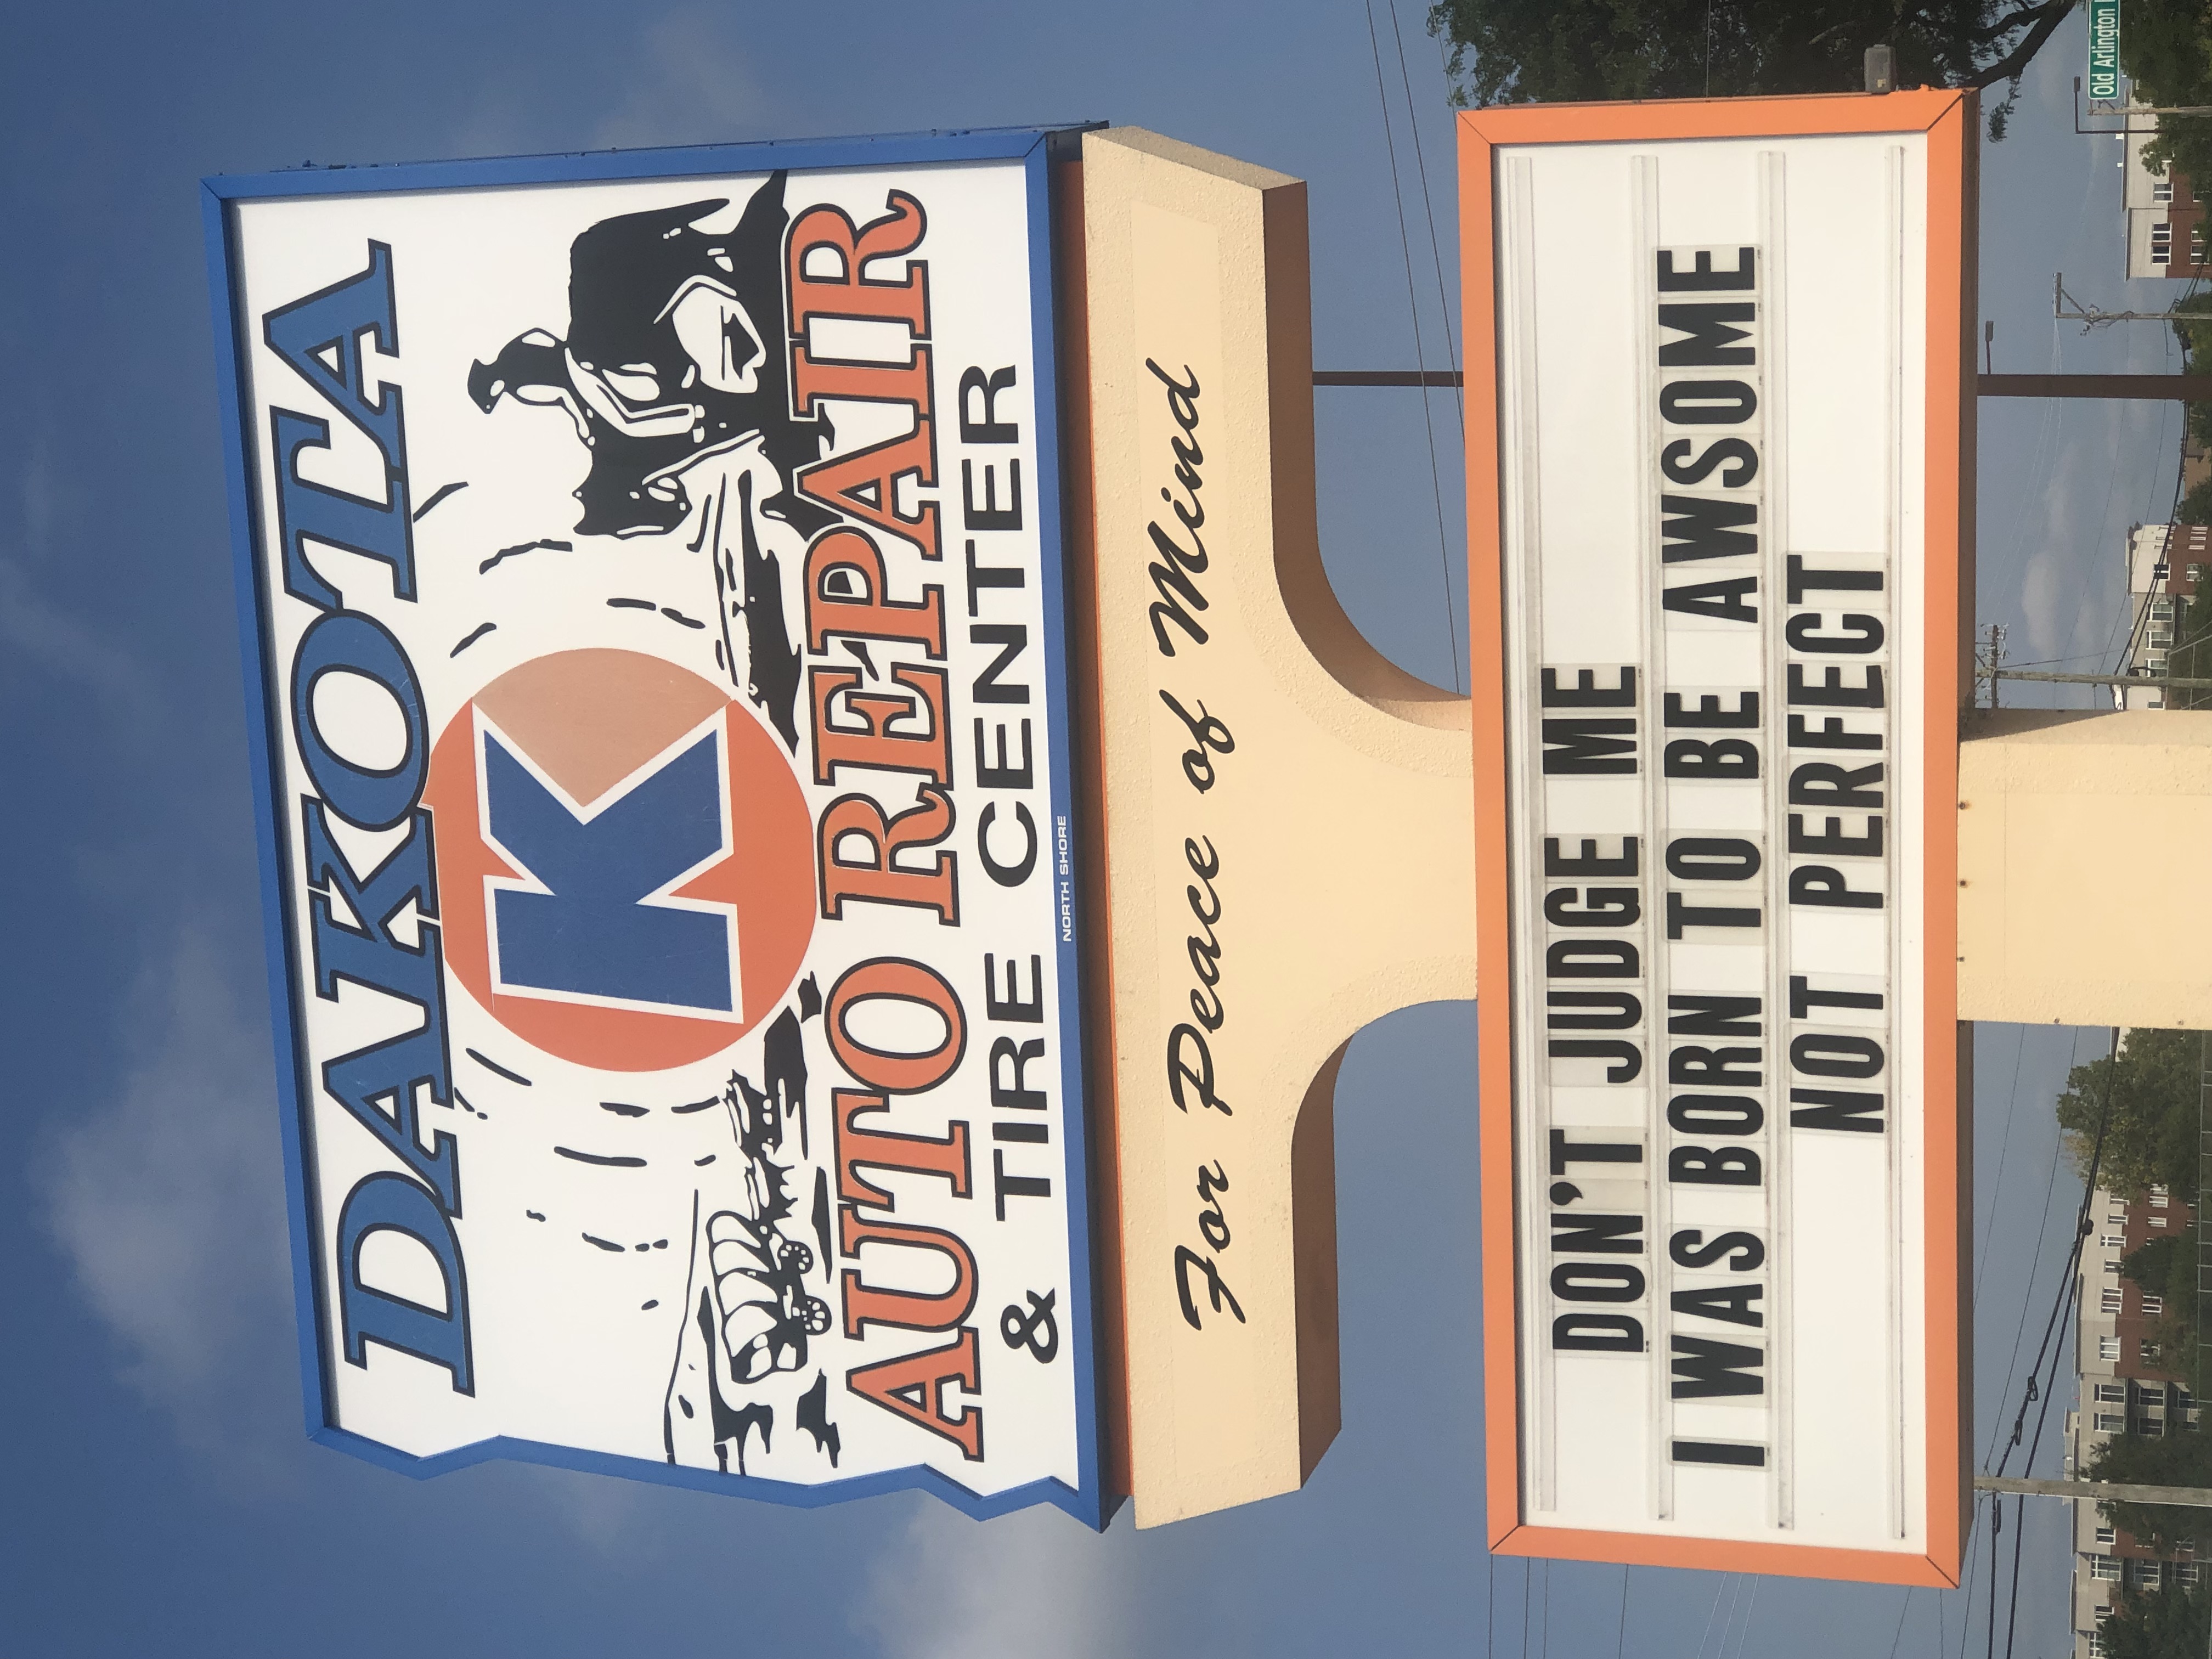 DAKOTA
K
AUTO REPAIR
& TIRE CENTER
NORTH SHORE
For Peace of Mind
DON'T JUDGE ME
I WAS BORN TO BE AWSOME
NOT PERFECT
Old Arlington